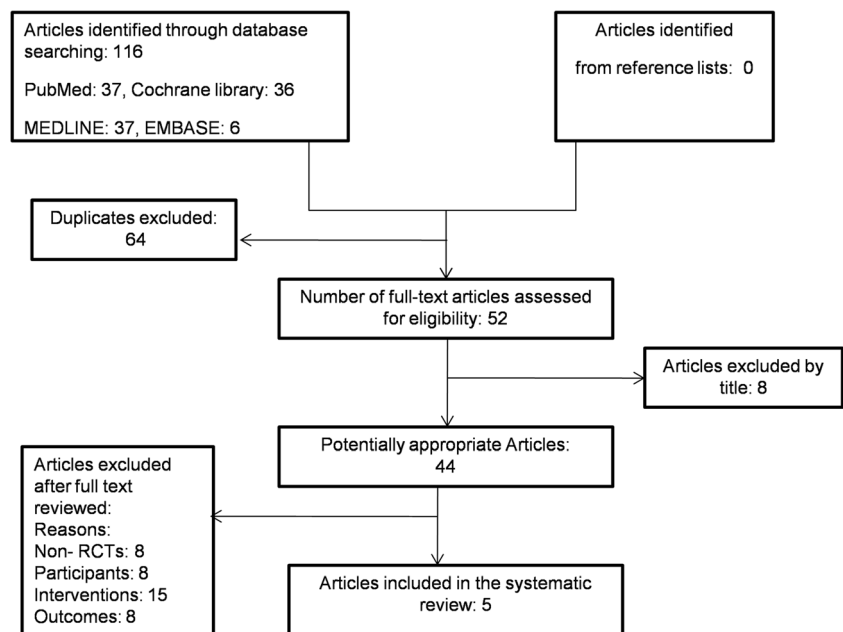 Articles identified through database
searching: 116
PubMed: 37, Cochrane library: 36
MEDLINE: 37, EMBASE: 6
Articles identified
from reference lists: 0
Duplicates excluded:
64
Number of full-text articles assessed
for eligibility: 52
Articles excluded by
title: 8
Potentially appropriate Articles:
44
Articles excluded
after full text
reviewed:
Reasons:
Non- RCTs: 8
Participants: 8
Interventions: 15
Outcomes: 8
Articles included in the systematic
review: 5